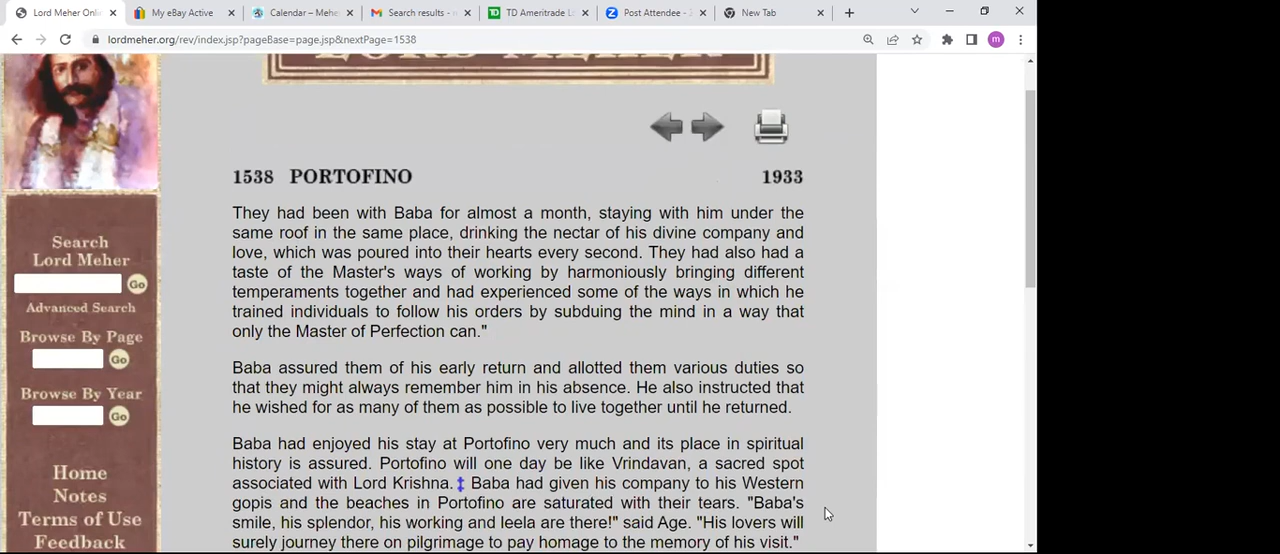 Lord Meher Onli
My eBay Active
Calendar – Mehe
Search results -
TD Ameritrade L
Post Attendee - Z
New Tab
lordmeher.org/rev/index.jsp?pageBase=page.jsp&nextPage=1538
m
LORD MEHER
1538 PORTOFINO 1933
They had been with Baba for almost a month, staying with him under the
same roof in the same place, drinking the nectar of his divine company and
love, which was poured into their hearts every second. They had also had a
taste of the Master's ways of working by harmoniously bringing different
temperaments together and had experienced some of the ways in which he
trained individuals to follow his orders by subduing the mind in a way that
only the Master of Perfection can."
Baba assured them of his early return and allotted them various duties so
that they might always remember him in his absence. He also instructed that
he wished for as many of them as possible to live together until he returned.
Baba had enjoyed his stay at Portofino very much and its place in spiritual
history is assured. Portofino will one day be like Vrindavan, a sacred spot
associated with Lord Krishna.‡ Baba had given his company to his Western
gopis and the beaches in Portofino are saturated with their tears. "Baba's
smile, his splendor, his working and leela are there!" said Age. "His lovers will
surely journey there on pilgrimage to pay homage to the memory of his visit."
Search
Lord Meher
Go
Advanced Search
Browse By Page
Go
Browse By Year
Go
Home
Notes
Terms of Use
Feedback